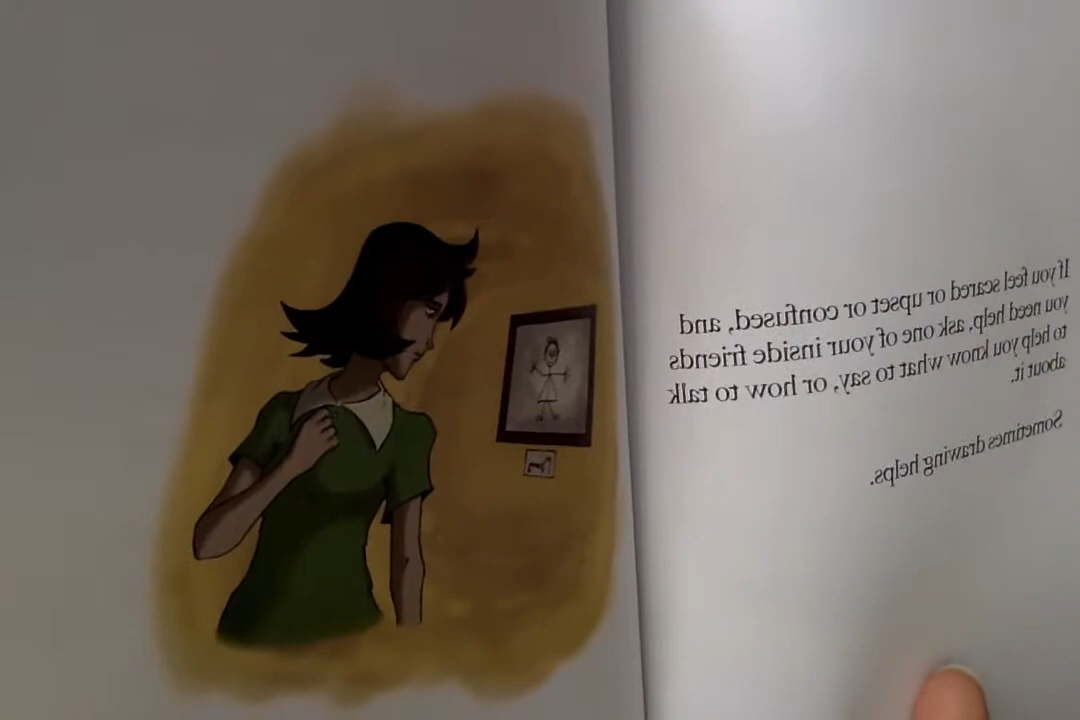 If you feel scared or upset or confused, and
you need help, ask one of your inside friends
to help you know what to say, or how to talk
about it.
Sometimes drawing helps.